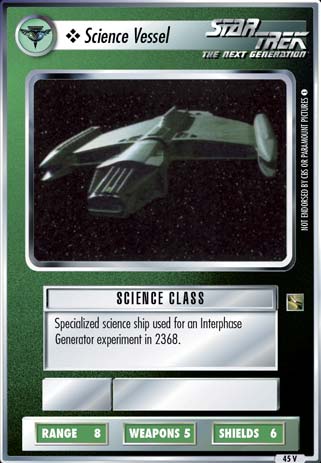 ❖ Science Vessel
STAR TREK
THE NEXT GENERATION
NOT ENDORSED BY CBS OR PARAMOUNT PICTURES
SCIENCE CLASS
Specialized science ship used for an Interphase
Generator experiment in 2368.
RANGE 8 WEAPONS 5 SHIELDS 6
45 V